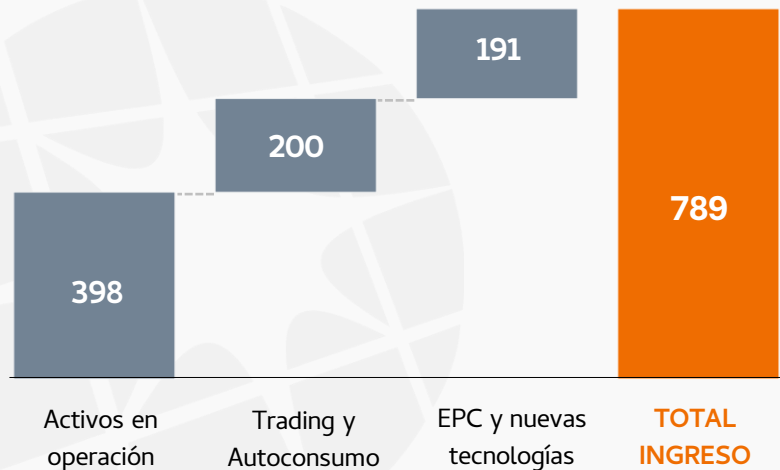 191
200
789
398
Activos en
operación
Trading y
Autoconsumo
EPC y nuevas
tecnologías
TOTAL
INGRESO